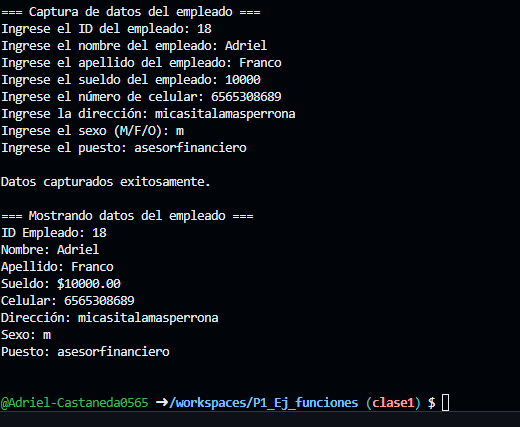 === Captura de datos del empleado ===
Ingrese el ID del empleado: 18
Ingrese el nombre del empleado: Adriel
Ingrese el apellido del empleado: Franco
Ingrese el sueldo del empleado: 10000
Ingrese el número de celular: 6565308689
Ingrese la dirección: micasitalamasperrona
Ingrese el sexo (M/F/O): m
Ingrese el puesto: asesorfinanciero
Datos capturados exitosamente.
=== Mostrando datos del empleado ===
ID Empleado: 18
Nombre: Adriel
Apellido: Franco
Sueldo: $10000.00
Celular: 6565308689
Dirección: micasitalamasperrona
Sexo: m
Puesto: asesorfinanciero
@Adriel-Castaneda0565 ➜/workspaces/P1_Ej_funciones (clase1) $